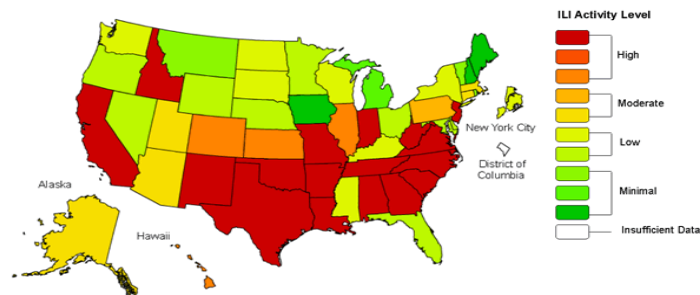 ILI Activity Level
High
Moderate
Low
Minimal
Insufficient Data
New York City
District of
Columbia
Alaska
Hawaii